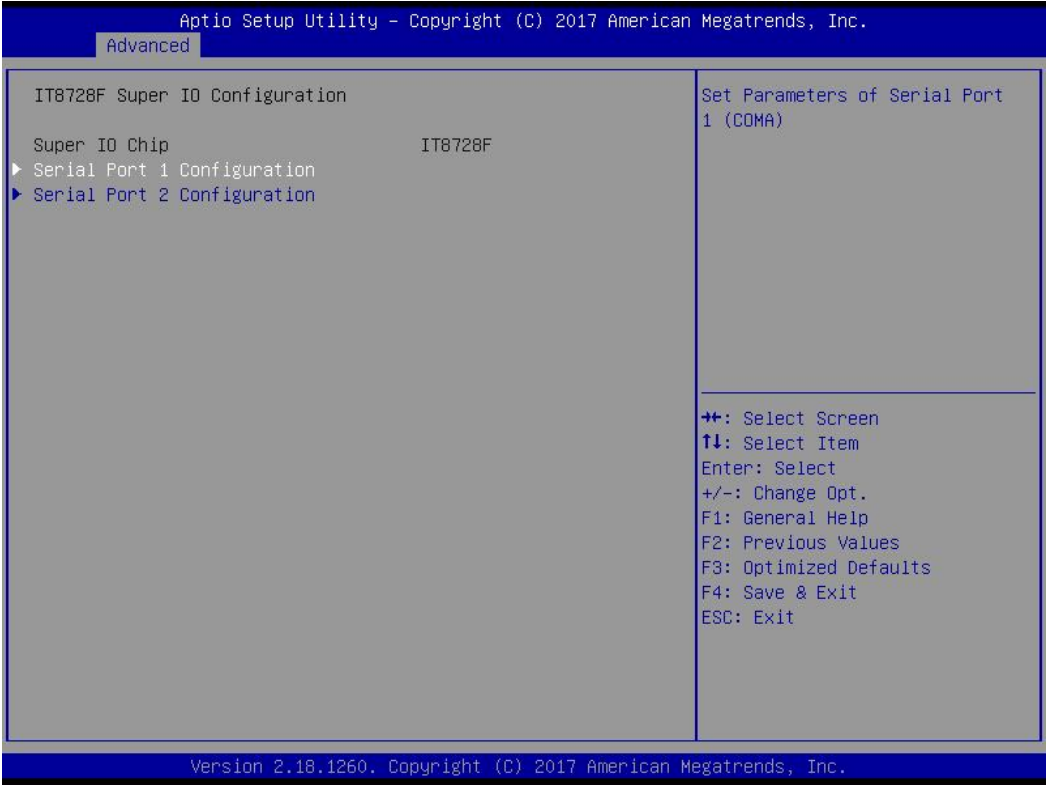 Aptio Setup Utility – Copyright (C) 2017 American Megatrends, Inc.
Advanced
IT8728F Super IO Configuration
Super IO Chip IT8728F
Serial Port 1 Configuration
Serial Port 2 Configuration
Set Parameters of Serial Port
1 (COMA)
→←: Select Screen
↑↓: Select Item
Enter: Select
+/-: Change Opt.
F1: General Help
F2: Previous Values
F3: Optimized Defaults
F4: Save & Exit
ESC: Exit
Version 2.18.1260. Copyright (C) 2017 American Megatrends, Inc.